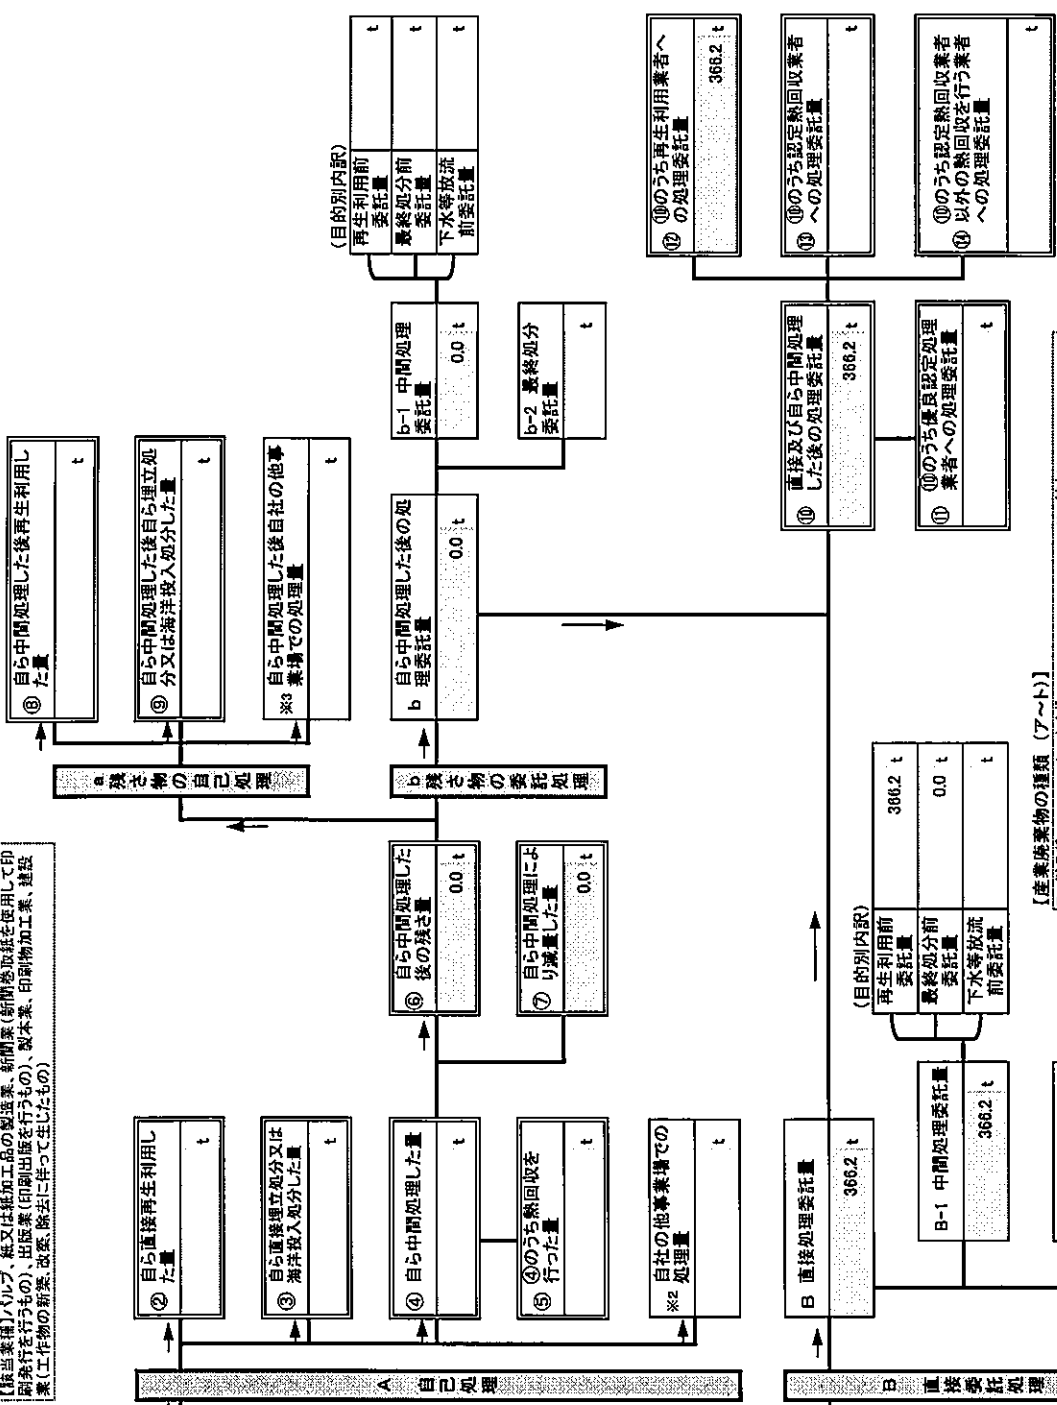 【該当業種】パルプ、紙又は紙加工品の製造業、新聞業(新聞巻取紙を使用して印
刷発行を行うもの)、出版業(印刷出版を行うもの)、製本業、印刷物加工業、建設
業(工作物の新築、改築、除去に伴って生じたもの)
A 自己処理
② 自ら直接再生利用し
た量
t
③ 自ら直接埋立処分又は
海洋投入処分した量
t
④ 自ら中間処理した量
t
⑤ ④のうち熱回収を
行った量
t
※2 自社の他事業場での
処理量
t
⑥ 自ら中間処理した
後の残さ量
0.0 t
⑦ 自ら中間処理によ
り減量した量
0.0 t
a 残さ物の自己処理
⑧ 自ら中間処理した後再生利用し
た量
t
⑨ 自ら中間処理した後自ら埋立処
分又は海洋投入処分した量
t
※3 自ら中間処理した後自社の他事
業場での処理量
t
b 残さ物の委託処理
b 自ら中間処理した後の処
理委託量
0.0 t
b-1 中間処理
委託量
0.0 t
b-2 最終処分
委託量
t
(目的別内訳)
再生利用前
委託量
t
最終処分前
委託量
t
下水等放流
前委託量
t
B 直接委託処理
B 直接処理委託量
366.2 t
B-1 中間処理委託量
366.2 t
(目的別内訳)
再生利用前
委託量
366.2 t
最終処分前
委託量
0.0 t
下水等放流
前委託量
t
⑩ 直接及び自ら中間処理
した後の処理委託量
366.2 t
⑪ ⑩のうち優良認定処理
業者への処理委託量
t
⑫ ⑩のうち再生利用業者へ
の処理委託量
366.2 t
⑬ ⑩のうち認定熱回収業者
への処理委託量
t
⑭ ⑩のうち認定熱回収業者
以外の熱回収を行う業者
への処理委託量
t
【産業廃棄物の種類 (ア~ト)】